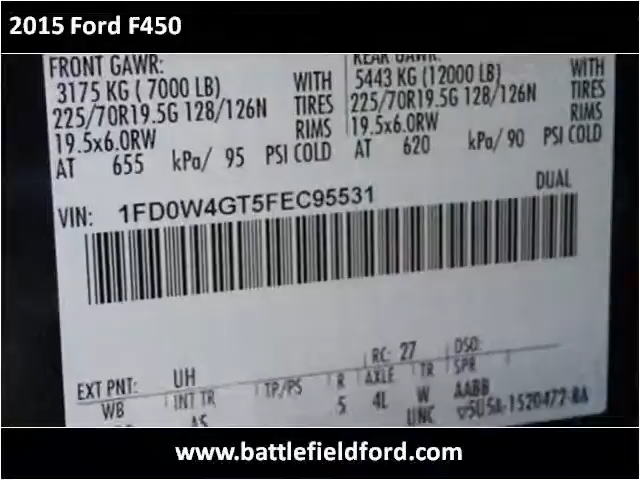 2015 Ford F450
FRONT GAWR: REAR GAWR:
3175 KG ( 7000 LB) WITH 5443 KG (12000 LB) WITH
225/70R19.5G 128/126N TIRES 225/70R19.5G 128/126N TIRES
19.5x6.0RW RIMS 19.5x6.0RW RIMS
AT 655 kPa/ 95 PSI COLD AT 620 kPa/ 90 PSI COLD
DUAL
VIN: 1FD0W4GT5FEC95531
EXT PNT: UH RC: 27 DSO:
WB INT TR TP/PS R AXLE TR SPR
AS 5 4L W AABB
UNC 5U5A-1520472-BA
www.battlefieldford.com